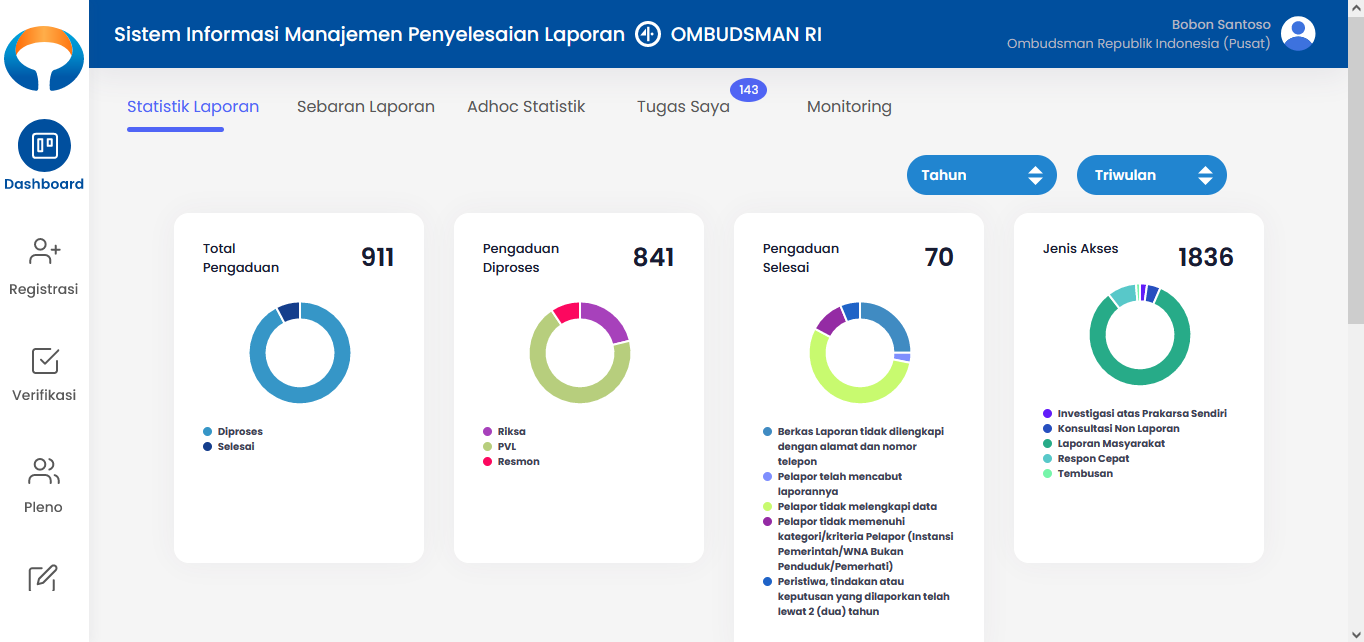 Sistem Informasi Manajemen Penyelesaian Laporan OMBUDSMAN RI
Bobon Santoso
Ombudsman Republik Indonesia (Pusat)
Dashboard
Registrasi
Verifikasi
Pleno
Statistik Laporan
Sebaran Laporan
Adhoc Statistik
Tugas Saya
143
Monitoring
Tahun
Triwulan
Total
Pengaduan
911
Diproses
Selesai
Pengaduan
Diproses
841
Riksa
PVL
Resmon
Pengaduan
Selesai
70
Berkas Laporan tidak dilengkapi
dengan alamat dan nomor
telepon
Pelapor telah mencabut
laporannya
Pelapor tidak melengkapi data
Pelapor tidak memenuhi
kategori/kriteria Pelapor (Instansi
Pemerintah/WNA Bukan
Penduduk/Pemerhati)
Peristiwa, tindakan atau
keputusan yang dilaporkan telah
lewat 2 (dua) tahun
Jenis Akses
1836
Investigasi atas Prakarsa Sendiri
Konsultasi Non Laporan
Laporan Masyarakat
Respon Cepat
Tembusan